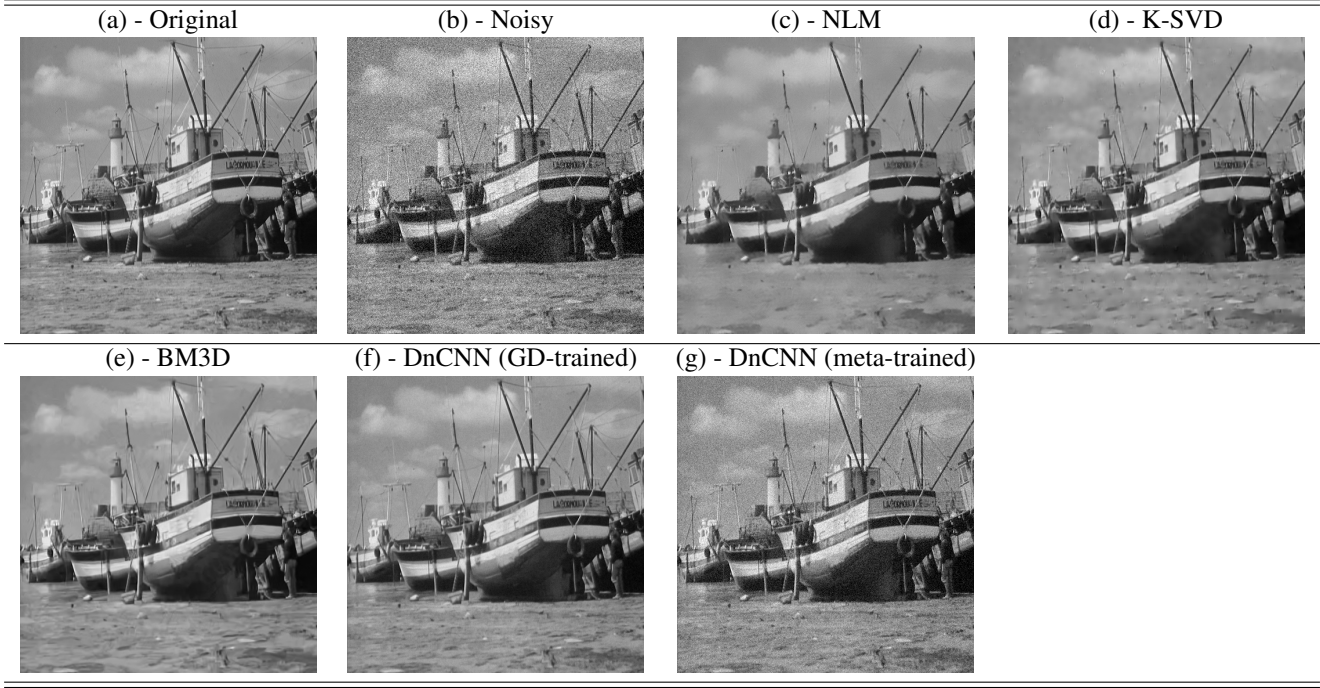 (a) - Original
(b) - Noisy
(c) - NLM
(d) - K-SVD
(e) - BM3D
(f) - DnCNN (GD-trained)
(g) - DnCNN (meta-trained)